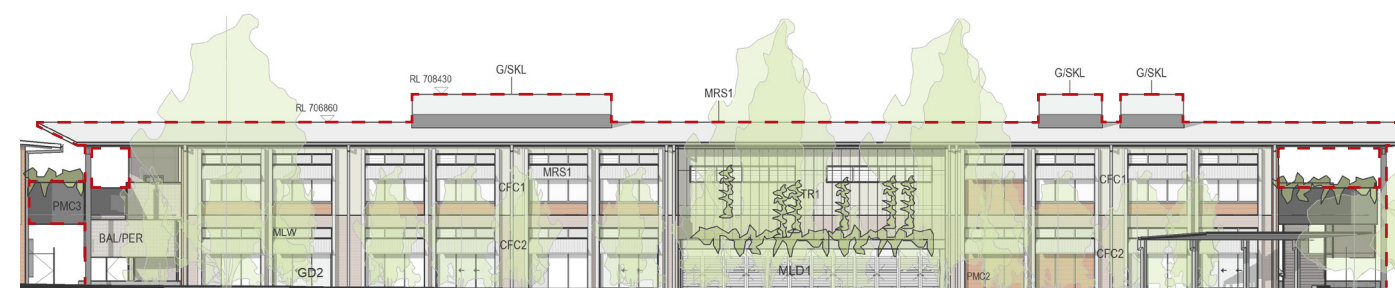 G/SKL
G/SKL
G/SKL
RL 708430
MRS1
RL 706860
MRS1
CFC1
CFC1
TR1
PMC3
MLW
BAL/PER
CFC2
CFC2
GD2
MLD1
PMC2